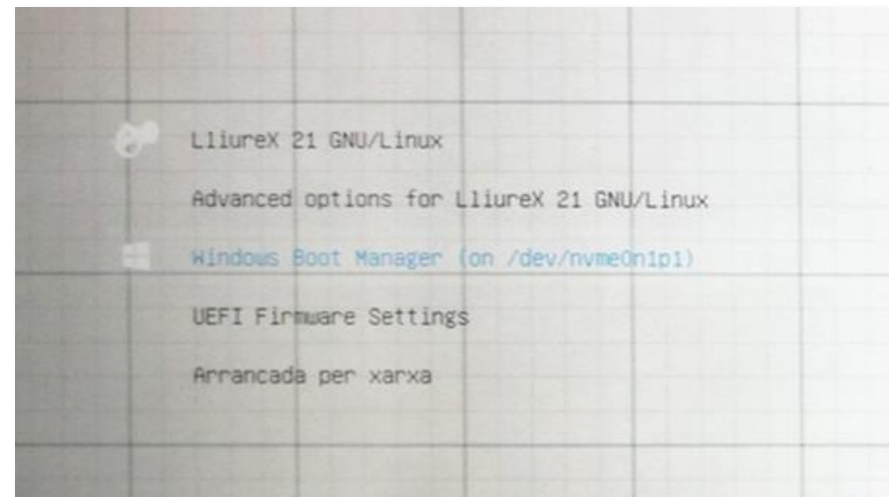 LliureX 21 GNU/Linux
Advanced options for LliureX 21 GNU/Linux
Windows Boot Manager (on /dev/nvme0n1p1)
UEFI Firmware Settings
Arrancada per xarxa